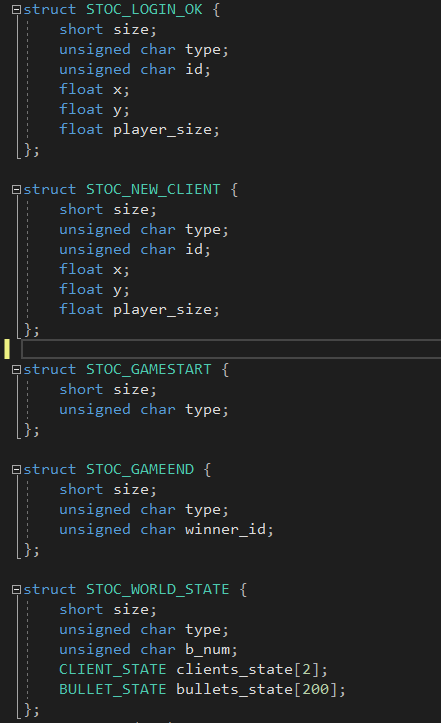 struct STOC_LOGIN_OK {
short size;
unsigned char type;
unsigned char id;
float x;
float y;
float player_size;
};
struct STOC_NEW_CLIENT {
short size;
unsigned char type;
unsigned char id;
float x;
float y;
float player_size;
};
struct STOC_GAMESTART {
short size;
unsigned char type;
};
struct STOC_GAMEEND {
short size;
unsigned char type;
unsigned char winner_id;
};
struct STOC_WORLD_STATE {
short size;
unsigned char type;
unsigned char b_num;
CLIENT_STATE clients_state[2];
BULLET_STATE bullets_state[200];
};